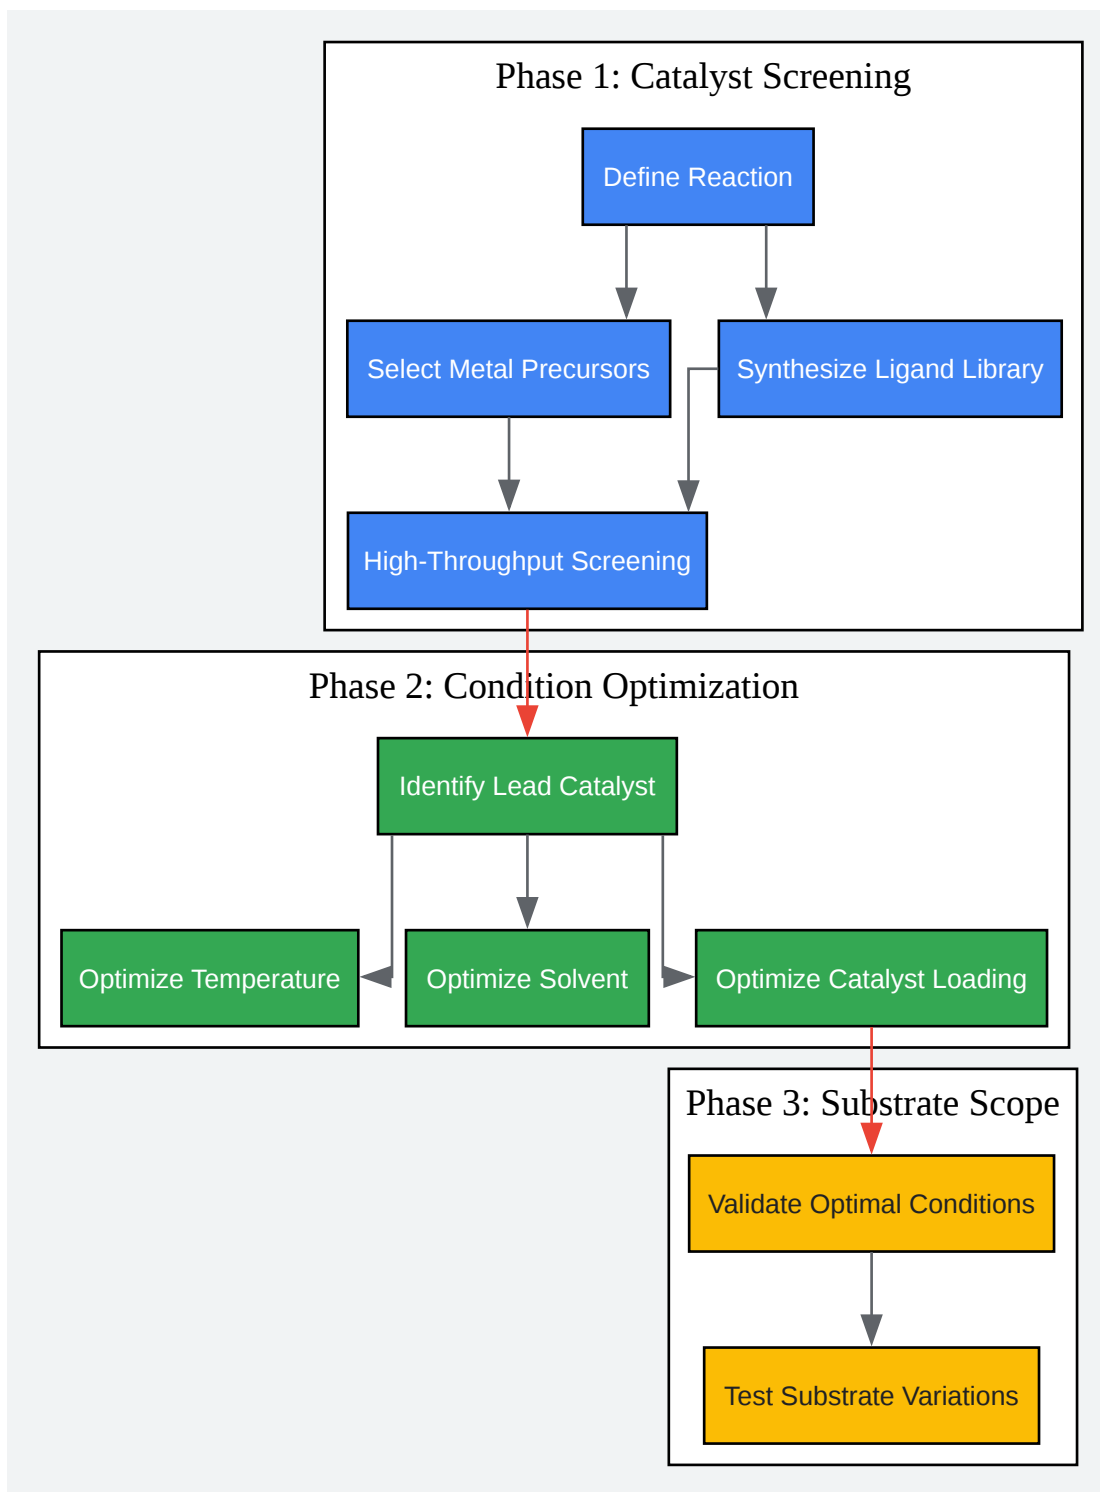 Phase 1: Catalyst Screening
Define Reaction
Select Metal Precursors
Synthesize Ligand Library
High-Throughput Screening
Phase 2: Condition Optimization
Identify Lead Catalyst
Optimize Temperature
Optimize Solvent
Optimize Catalyst Loading
Phase 3: Substrate Scope
Validate Optimal Conditions
Test Substrate Variations